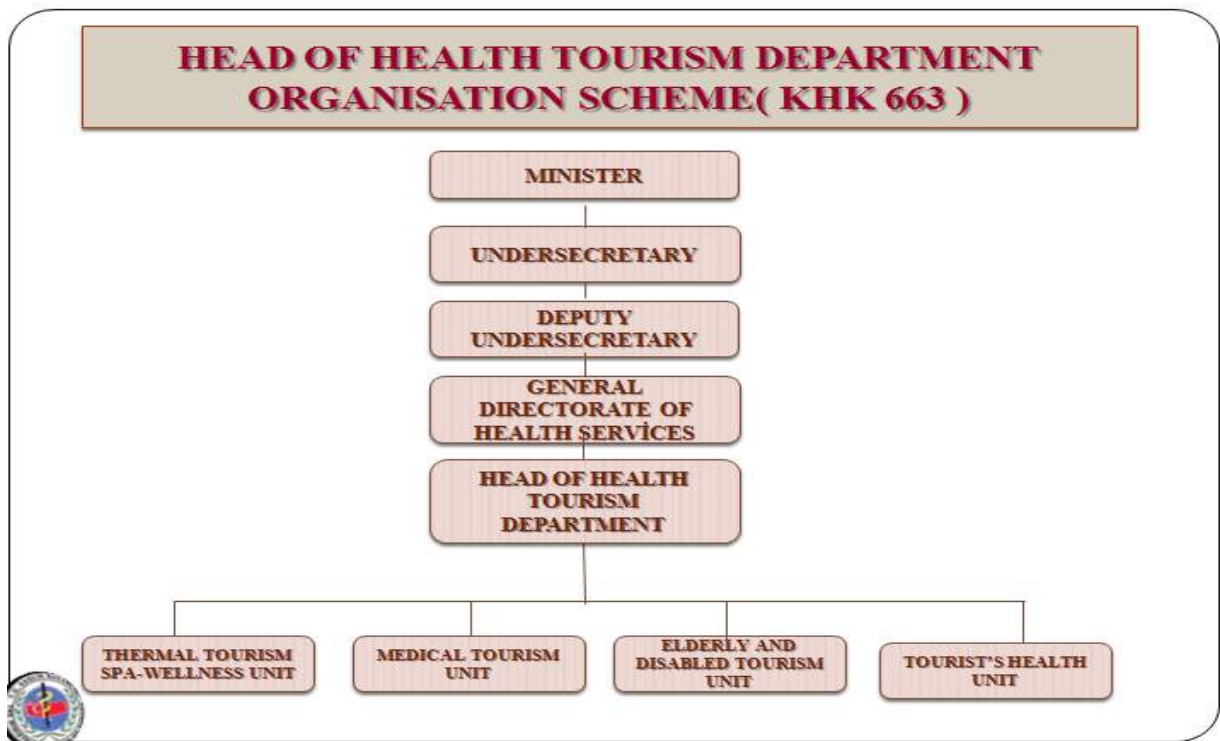 HEAD OF HEALTH TOURISM DEPARTMENT
ORGANISATION SCHEME( KHK 663 )
MINISTER
UNDERSECRETARY
DEPUTY
UNDERSECRETARY
GENERAL
DIRECTORATE OF
HEALTH SERVİCES
HEAD OF HEALTH
TOURISM
DEPARTMENT
THERMAL TOURISM
SPA-WELLNESS UNIT
MEDICAL TOURISM
UNIT
ELDERLY AND
DISABLED TOURISM
UNIT
TOURIST'S HEALTH
UNIT